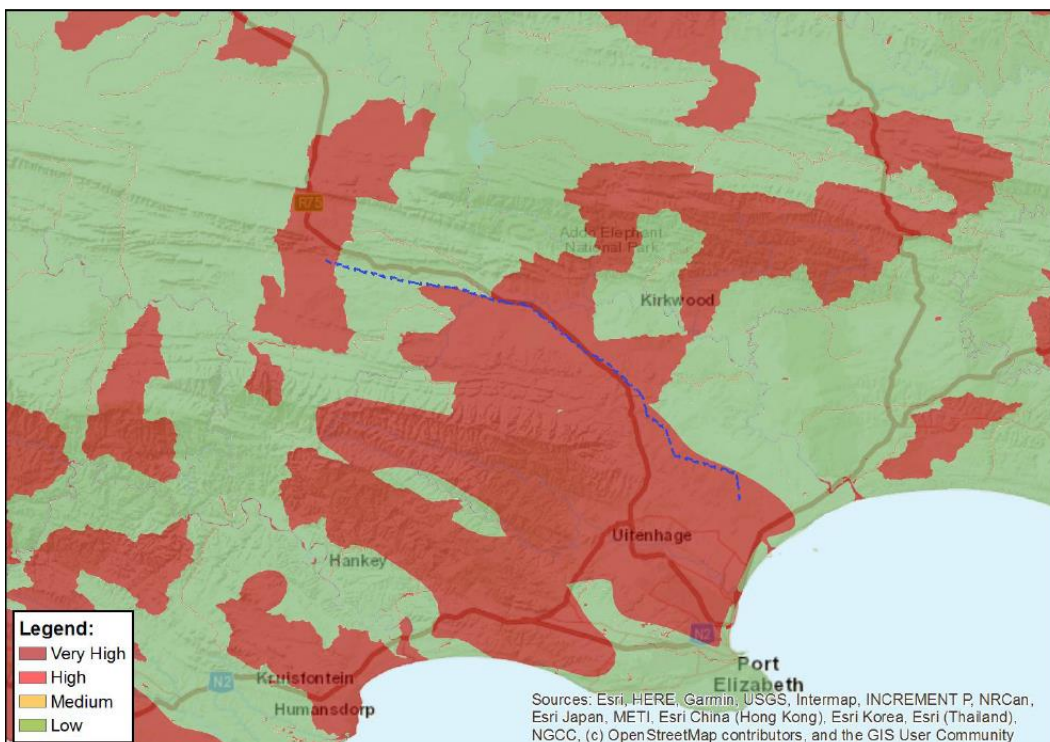 R75
Addo Elephant
National Park
Kirkwood
Uitenhage
Hankey
N2
Port
Elizabeth
Kruisfontein
N2
Humansdorp
Legend:
Very High
High
Medium
Low
Sources: Esri, HERE, Garmin, USGS, Intermap, INCREMENT P, NRCan,
Esri Japan, METI, Esri China (Hong Kong), Esri Korea, Esri (Thailand),
NGCC, (c) OpenStreetMap contributors, and the GIS User Community